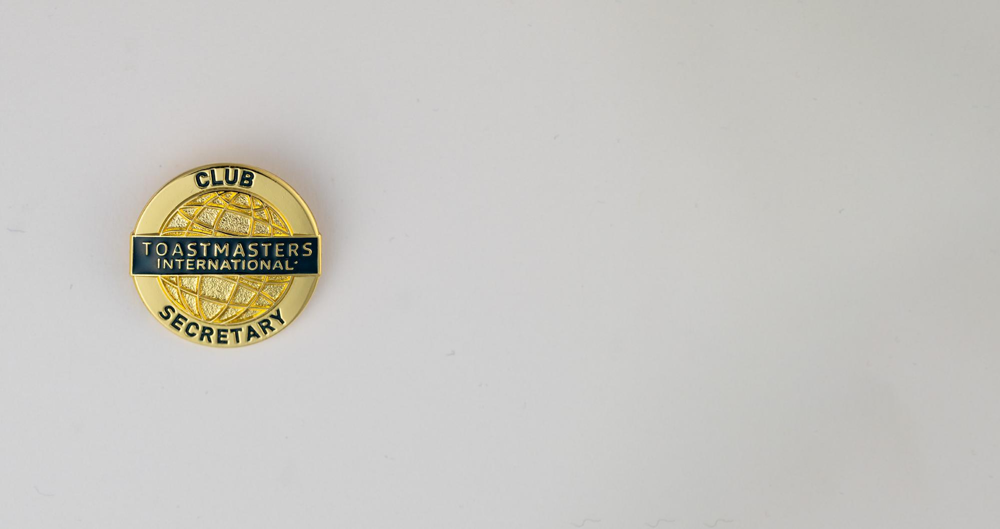 CLUB
TOASTMASTERS
INTERNATIONAL
SECRETARY